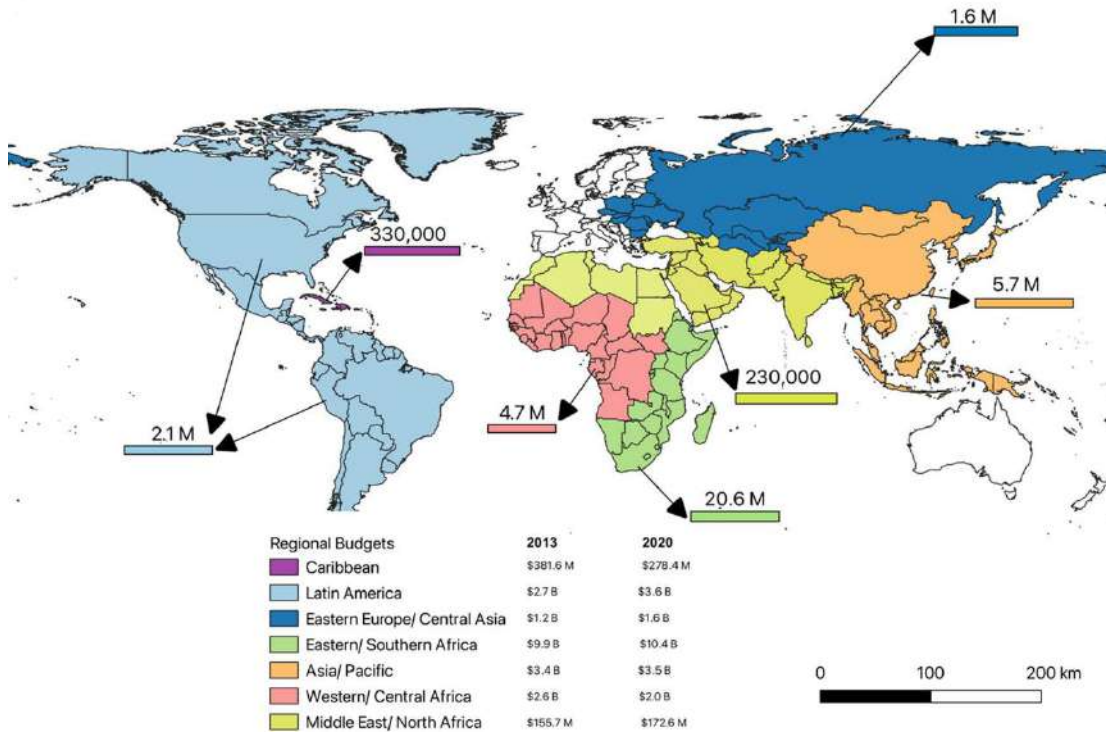 1.6 M
330,000
5.7 M
230,000
4.7 M
2.1 M
20.6 M
Regional Budgets 2013 2020
Caribbean $381.6 M $278.4 M
Latin America $2.7 B $3.6 B
Eastern Europe/ Central Asia $1.2 B $1.6 B
Eastern/ Southern Africa $9.9 B $10.4 B
Asia/ Pacific $3.4 B $3.5 B
Western/ Central Africa $2.6 B $2.0 B
Middle East/ North Africa $155.7 M $172.6 M
0 100 200 km